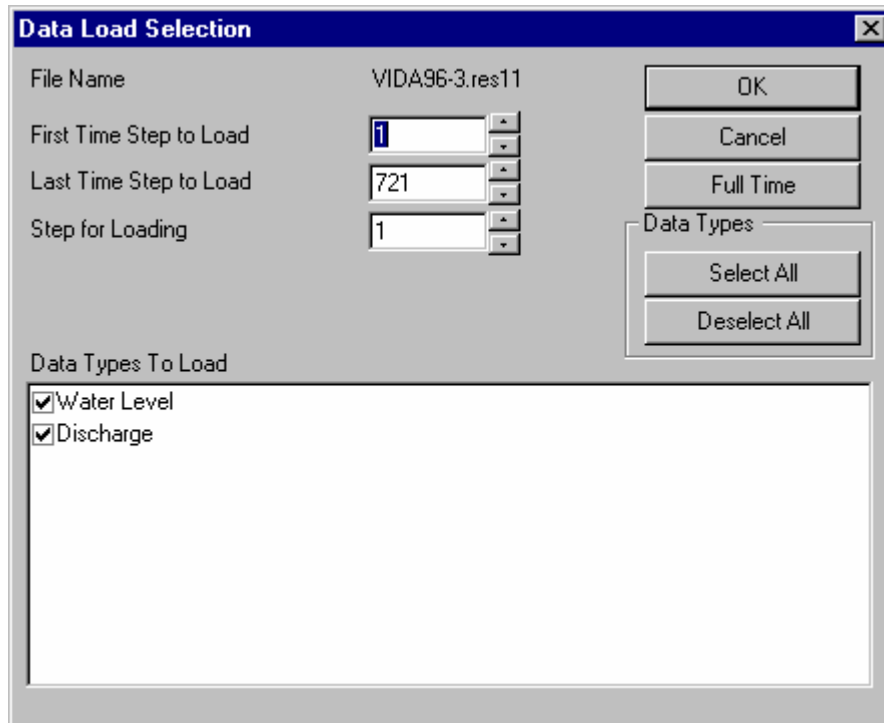 Data Load Selection
File Name VIDA96-3.res11
First Time Step to Load 1
Last Time Step to Load 721
Step for Loading 1
OK
Cancel
Full Time
Data Types
Select All
Deselect All
Data Types To Load
Water Level
Discharge